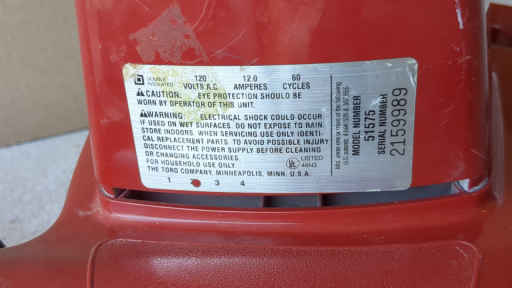 DOUBLE INSULATED
120 VOLTS A.C.
12.0 AMPERES
60 CYCLES
CAUTION: EYE PROTECTION SHOULD BE
WORN BY OPERATOR OF THIS UNIT.
WARNING: ELECTRICAL SHOCK COULD OCCUR
IF USED ON WET SURFACES. DO NOT EXPOSE TO RAIN.
STORE INDOORS. WHEN SERVICING USE ONLY IDENTI-
CAL REPLACEMENT PARTS. TO AVOID POSSIBLE INJURY
DISCONNECT THE POWER SUPPLY BEFORE CLEANING
OR CHANGING ACCESSORIES.
FOR HOUSEHOLD USE ONLY.
THE TORO COMPANY, MINNEAPOLIS, MINN. U.S.A.
UL LISTED
1 3 4
MODEL NUMBER
51575
SERIAL NUMBER
2159989